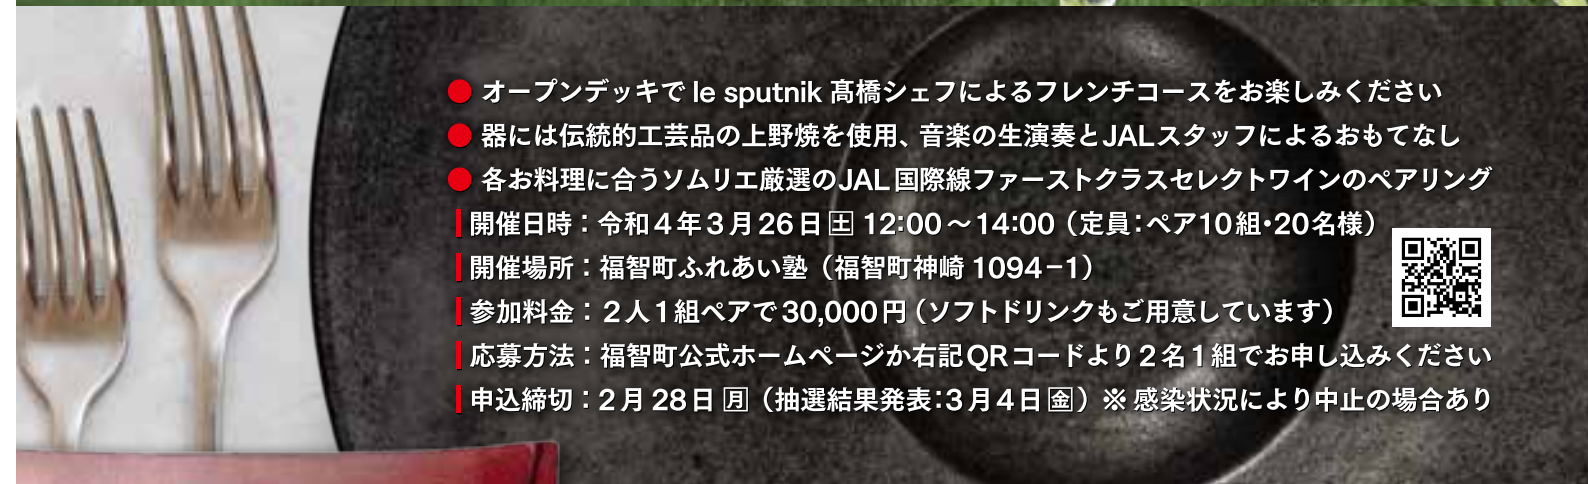 ● オープンデッキで le sputnik 髙橋シェフによるフレンチコースをお楽しみください
● 器には伝統的工芸品の上野焼を使用、音楽の生演奏とJALスタッフによるおもてなし
● 各お料理に合うソムリエ厳選のJAL国際線ファーストクラスセレクトワインのペアリング
開催日時：令和4年3月26日土 12:00～14:00（定員：ペア10組・20名様）
開催場所：福智町ふれあい塾（福智町神崎 1094−1）
参加料金：2人1組ペアで30,000円（ソフトドリンクもご用意しています）
応募方法：福智町公式ホームページか右記QRコードより2名1組でお申し込みください
申込締切：2月28日月（抽選結果発表：3月4日金）※ 感染状況により中止の場合あり